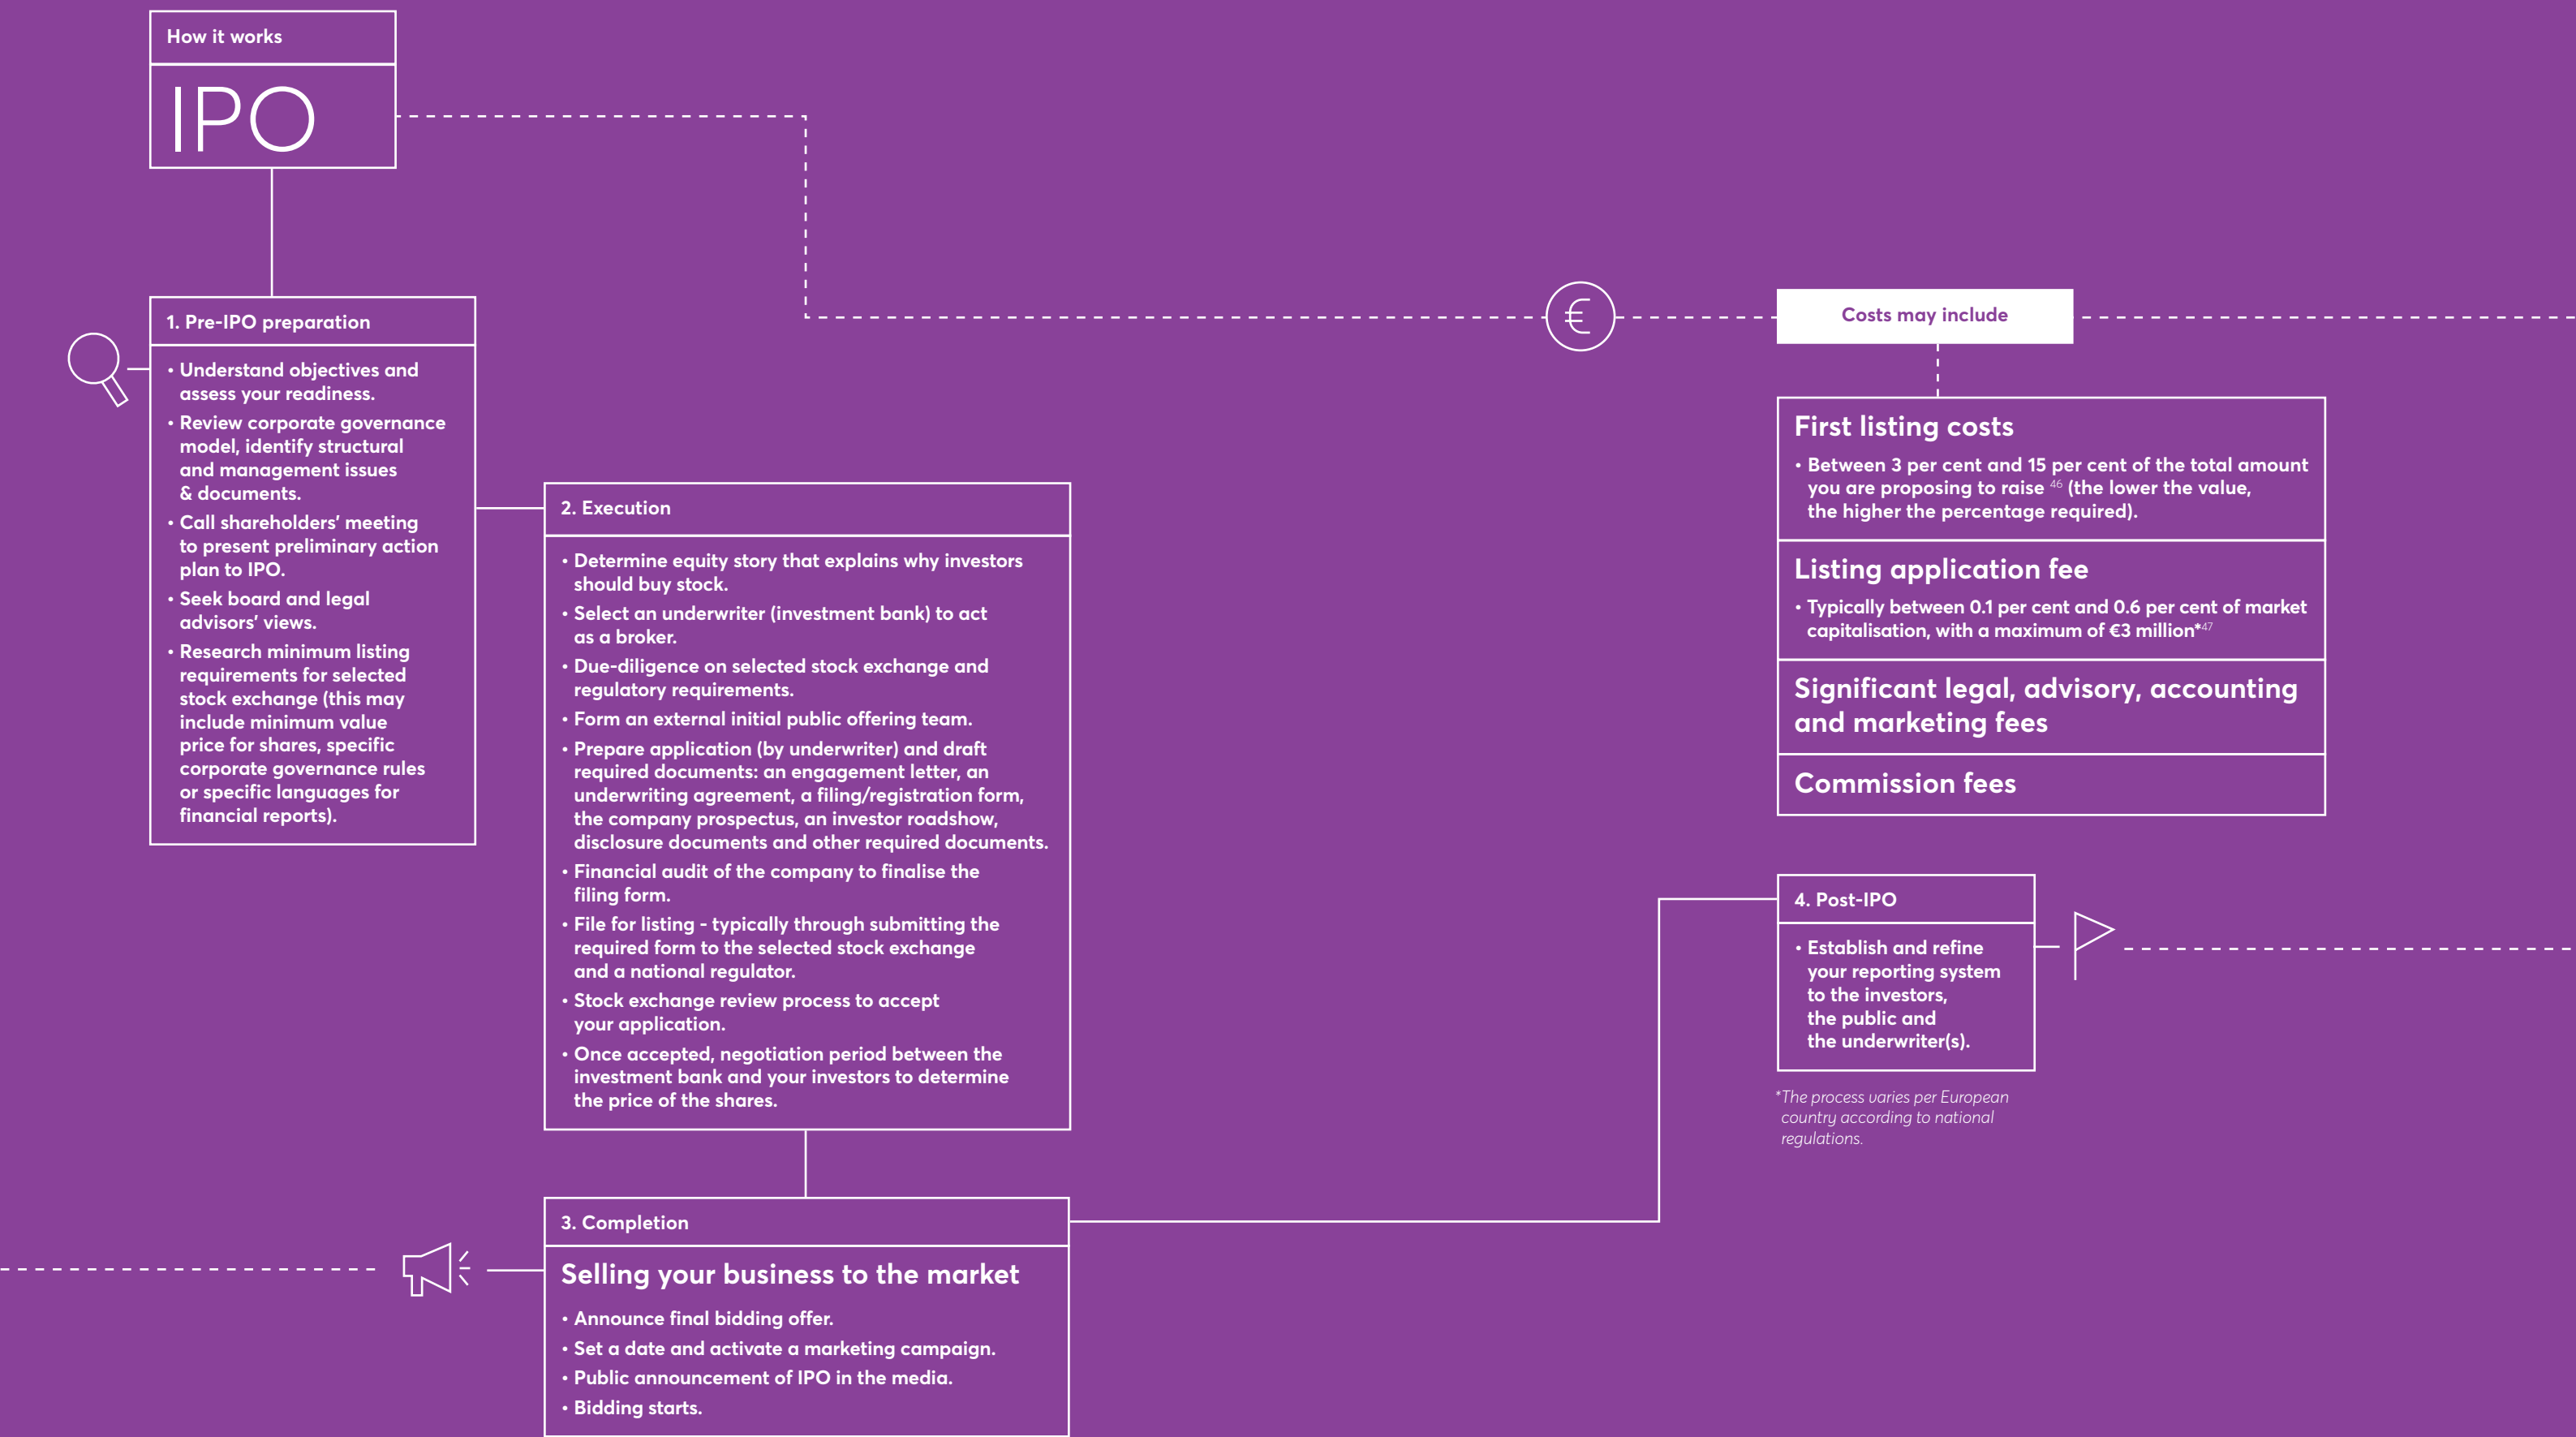 How it works
IPO
1. Pre-IPO preparation
• Understand objectives and
assess your readiness.
• Review corporate governance
model, identify structural
and management issues
& documents.
• Call shareholders’ meeting
to present preliminary action
plan to IPO.
• Seek board and legal
advisors’ views.
• Research minimum listing
requirements for selected
stock exchange (this may
include minimum value
price for shares, specific
corporate governance rules
or specific languages for
financial reports).
2. Execution
• Determine equity story that explains why investors
should buy stock.
• Select an underwriter (investment bank) to act
as a broker.
• Due-diligence on selected stock exchange and
regulatory requirements.
• Form an external initial public offering team.
• Prepare application (by underwriter) and draft
required documents: an engagement letter, an
underwriting agreement, a filing/registration form,
the company prospectus, an investor roadshow,
disclosure documents and other required documents.
• Financial audit of the company to finalise the
filing form.
• File for listing - typically through submitting the
required form to the selected stock exchange
and a national regulator.
• Stock exchange review process to accept
your application.
• Once accepted, negotiation period between the
investment bank and your investors to determine
the price of the shares.
3. Completion
Selling your business to the market
• Announce final bidding offer.
• Set a date and activate a marketing campaign.
• Public announcement of IPO in the media.
• Bidding starts.
€
Costs may include
First listing costs
• Between 3 per cent and 15 per cent of the total amount
you are proposing to raise 46 (the lower the value,
the higher the percentage required).
Listing application fee
• Typically between 0.1 per cent and 0.6 per cent of market
capitalisation, with a maximum of €3 million*47
Significant legal, advisory, accounting
and marketing fees
Commission fees
4. Post-IPO
• Establish and refine
your reporting system
to the investors,
the public and
the underwriter(s).
*The process varies per European
country according to national
regulations.